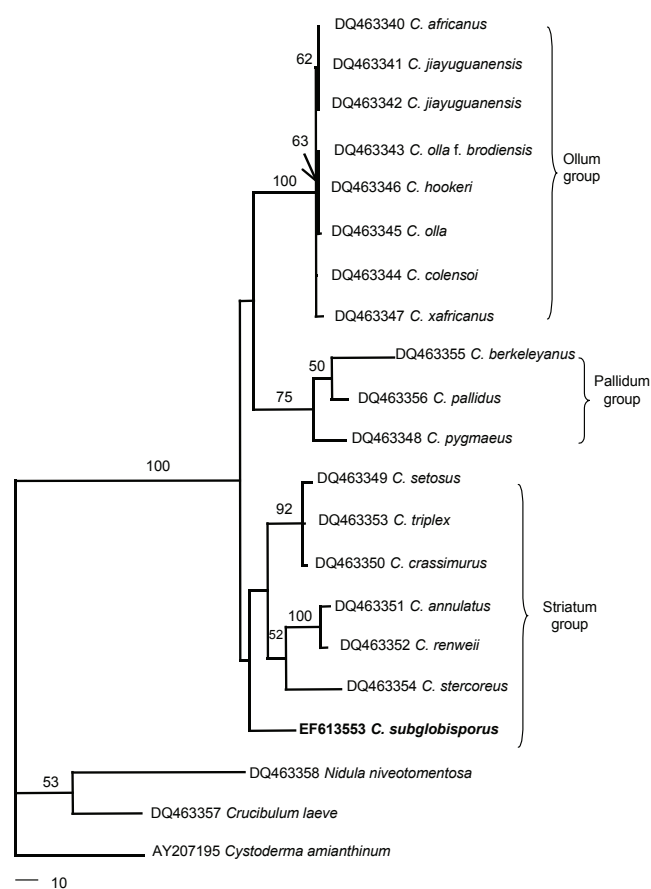 DQ463340 C. africanus
62
DQ463341 C. jiayuguanensis
DQ463342 C. jiayuguanensis
63
DQ463343 C. olla f. brodiensis
Ollum
group
100
DQ463346 C. hookeri
DQ463345 C. olla
DQ463344 C. colensoi
DQ463347 C. xafricanus
DQ463355 C. berkeleyanus
50
Pallidum
group
75
DQ463356 C. pallidus
DQ463348 C. pygmaeus
100
DQ463349 C. setosus
92
DQ463353 C. triplex
DQ463350 C. crassimurus
DQ463351 C. annulatus
100
Striatum
group
52
DQ463352 C. renweii
DQ463354 C. stercoreus
EF613553 C. subglobisporus
DQ463358 Nidula niveotomentosa
53
DQ463357 Crucibulum laeve
AY207195 Cystoderma amianthinum
10